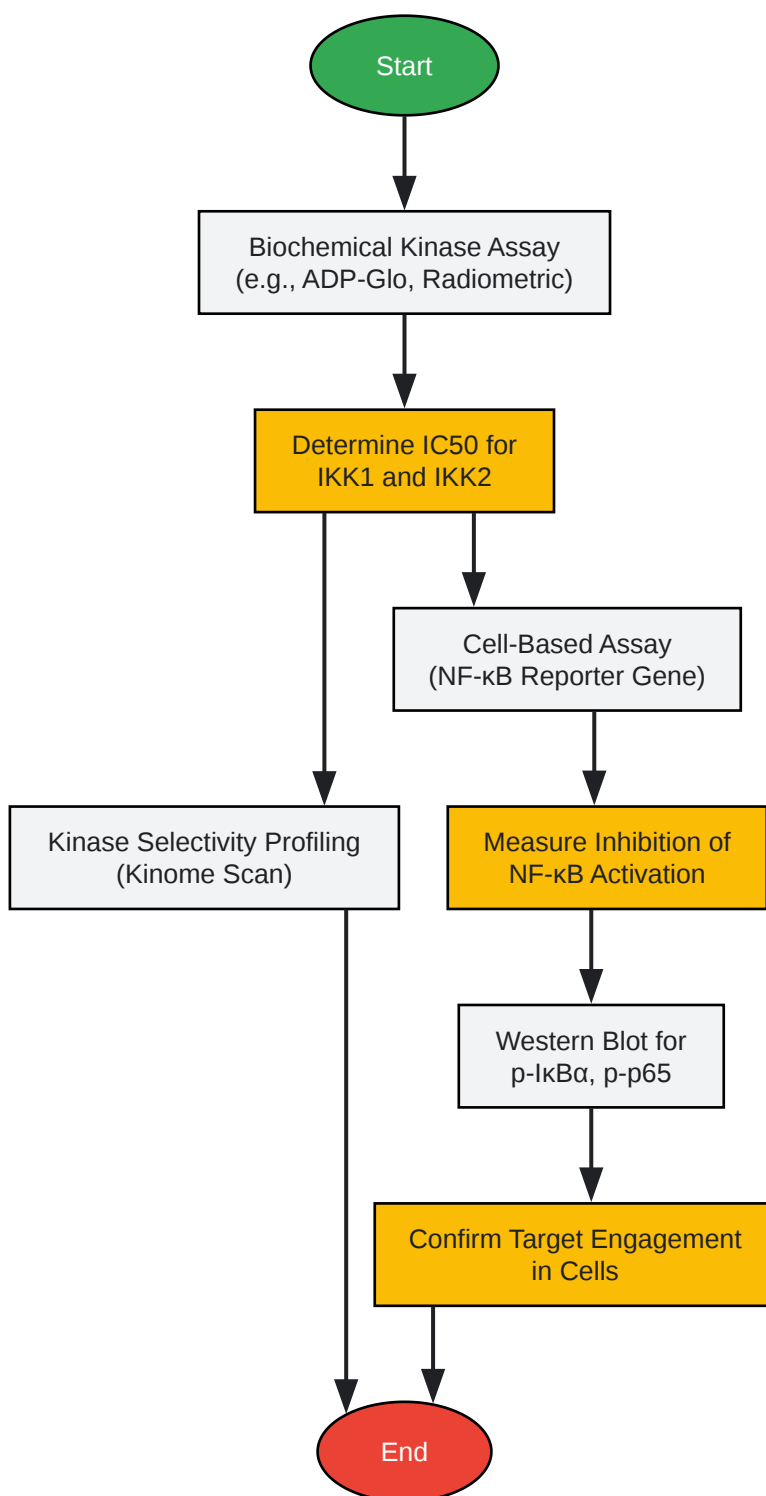 Start
Biochemical Kinase Assay
(e.g., ADP-Glo, Radiometric)
Determine IC50 for
IKK1 and IKK2
Cell-Based Assay
(NF-κB Reporter Gene)
Kinase Selectivity Profiling
(Kinome Scan)
Measure Inhibition of
NF-κB Activation
Western Blot for
p-IκBα, p-p65
Confirm Target Engagement
in Cells
End